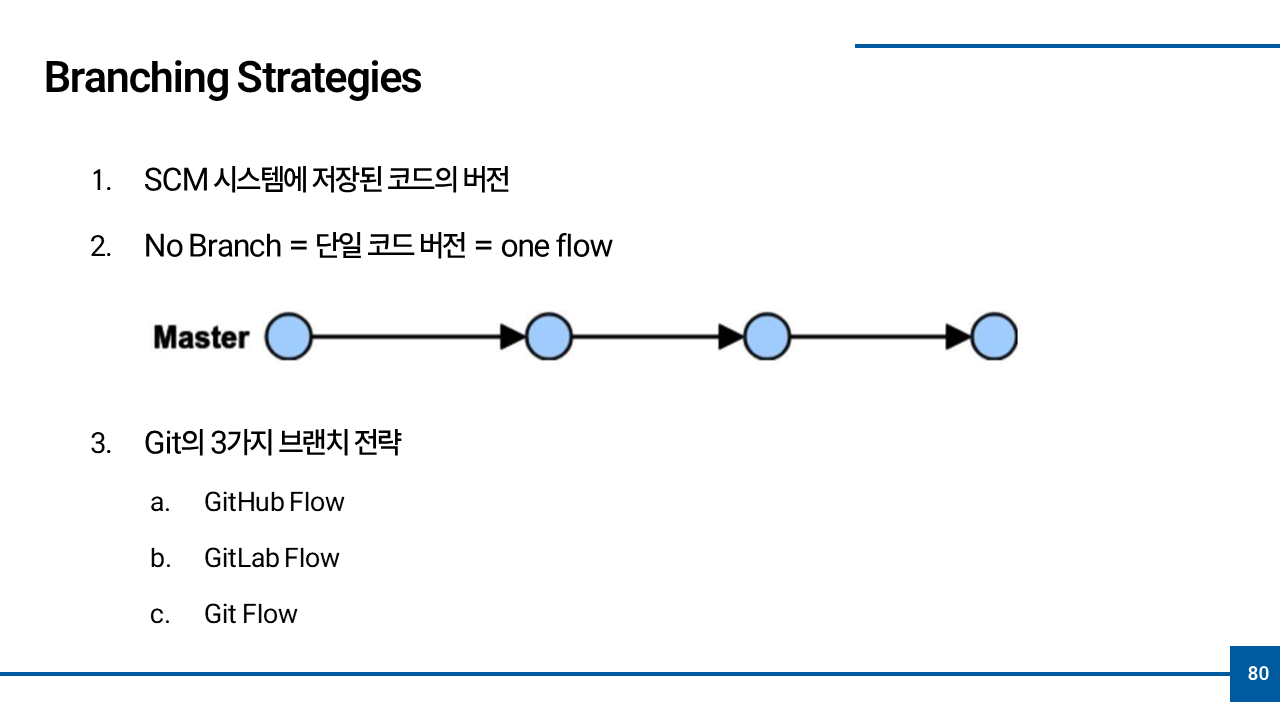 Branching Strategies
1. SCM 시스템에 저장된 코드의 버전
2. No Branch = 단일 코드 버전 = one flow
Master
3. Git의 3가지 브랜치 전략
a. GitHub Flow
b. GitLab Flow
c. Git Flow
80